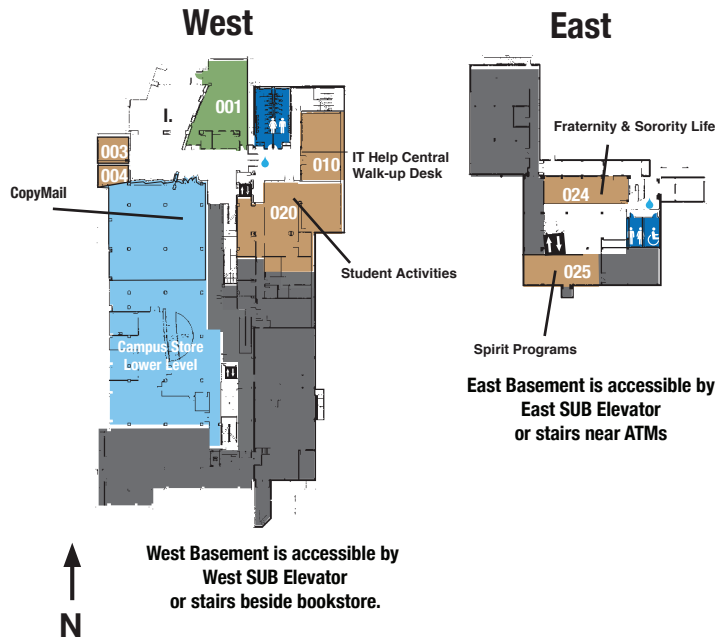 West
East
001
I.
Fraternity & Sorority Life
003
010
IT Help Central
Walk-up Desk
004
CopyMail
024
020
Student Activities
025
Campus Store
Lower Level
Spirit Programs
East Basement is accessible by
East SUB Elevator
or stairs near ATMs
West Basement is accessible by
West SUB Elevator
or stairs beside bookstore.
N